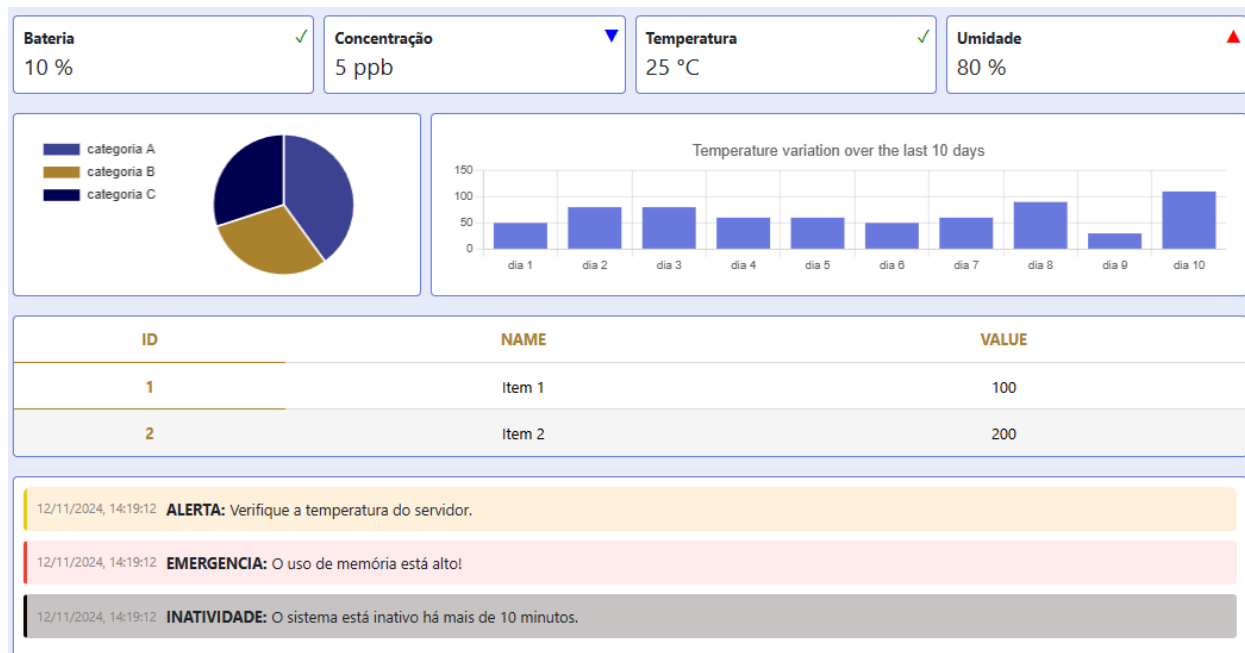 Bateria ✓
10 %
Concentração ▼
5 ppb
Temperatura ✓
25 °C
Umidade ▲
80 %
categoria A
categoria B
categoria C
Temperature variation over the last 10 days
150
100
50
0
dia 1 dia 2 dia 3 dia 4 dia 5 dia 6 dia 7 dia 8 dia 9 dia 10
ID NAME VALUE
1 Item 1 100
2 Item 2 200
12/11/2024, 14:19:12 ALERTA: Verifique a temperatura do servidor.
12/11/2024, 14:19:12 EMERGENCIA: O uso de memória está alto!
12/11/2024, 14:19:12 INATIVIDADE: O sistema está inativo há mais de 10 minutos.